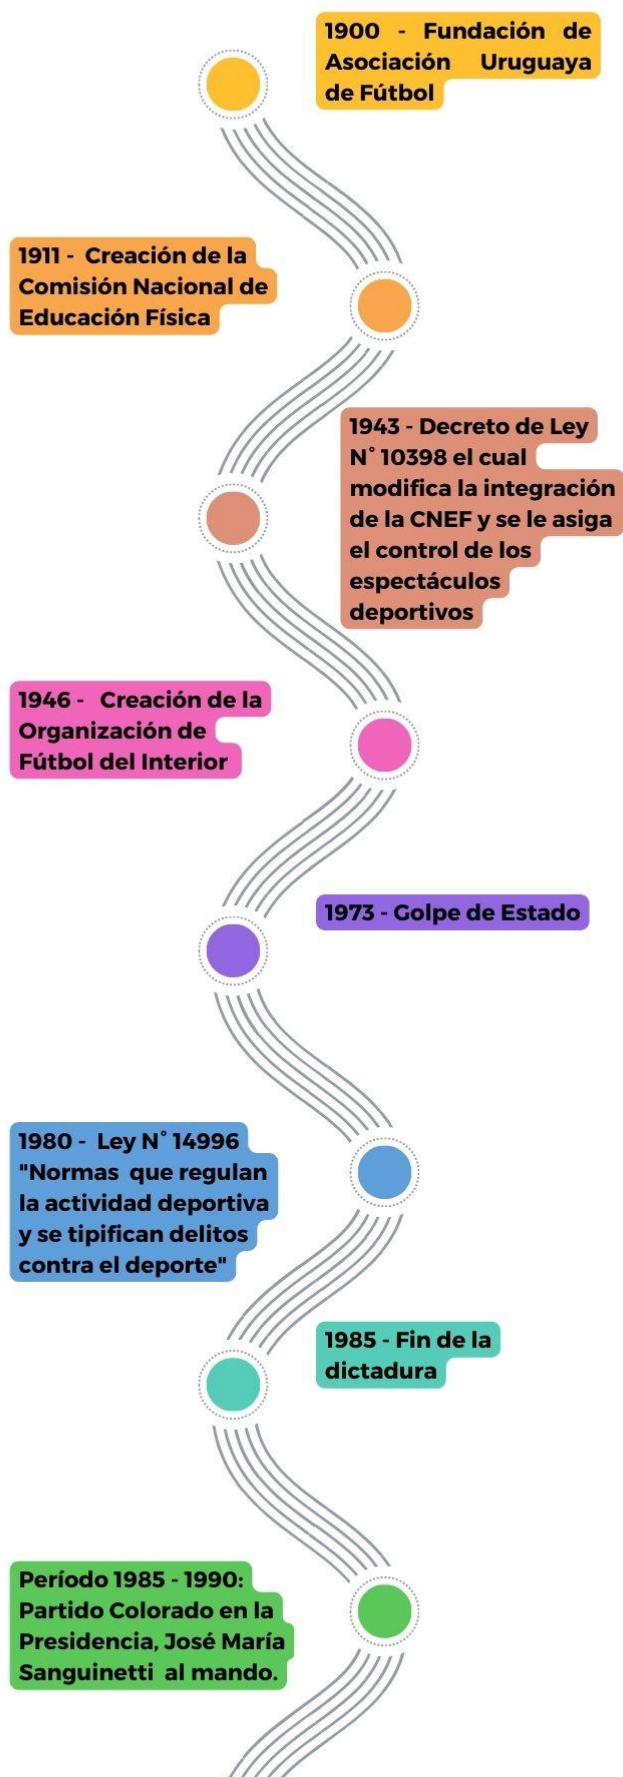 1900 - Fundación de
Asociación Uruguaya
de Fútbol
1911 - Creación de la
Comisión Nacional de
Educación Física
1943 - Decreto de Ley
N° 10398 el cual
modifica la integración
de la CNEF y se le asiga
el control de los
espectáculos
deportivos
1946 - Creación de la
Organización de
Fútbol del Interior
1973 - Golpe de Estado
1980 - Ley N° 14996
"Normas que regulan
la actividad deportiva
y se tipifican delitos
contra el deporte"
1985 - Fin de la
dictadura
Período 1985 - 1990:
Partido Colorado en la
Presidencia, José María
Sanguinetti al mando.